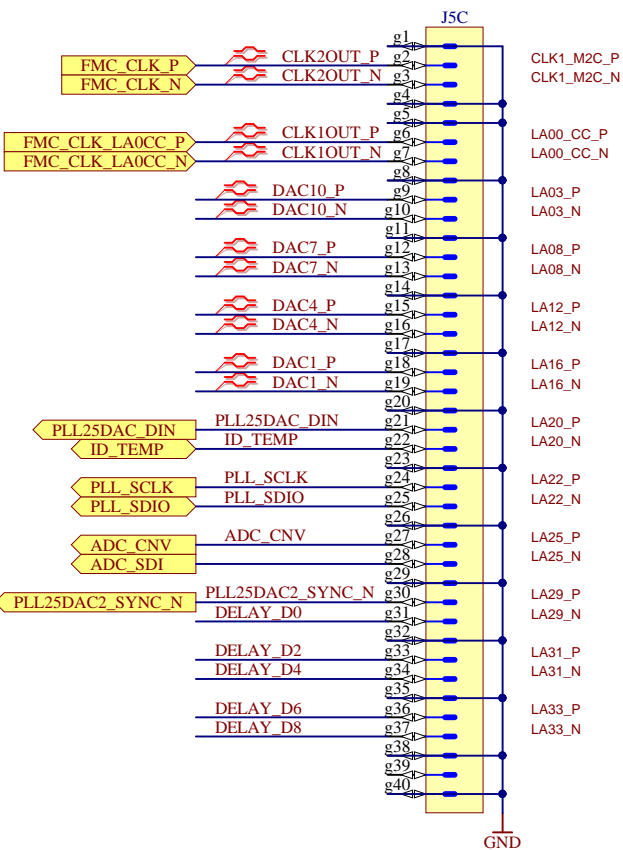 J5C
g1
FMC_CLK_P CLK2OUT_P g2 CLK1_M2C_P
FMC_CLK_N CLK2OUT_N g3 CLK1_M2C_N
g4
g5
FMC_CLK_LA0CC_P CLK1OUT_P g6 LA00_CC_P
FMC_CLK_LA0CC_N CLK1OUT_N g7 LA00_CC_N
g8
DAC10_P g9 LA03_P
DAC10_N g10 LA03_N
g11
DAC7_P g12 LA08_P
DAC7_N g13 LA08_N
g14
DAC4_P g15 LA12_P
DAC4_N g16 LA12_N
g17
DAC1_P g18 LA16_P
DAC1_N g19 LA16_N
g20
PLL25DAC_DIN PLL25DAC_DIN g21 LA20_P
ID_TEMP ID_TEMP g22 LA20_N
g23
PLL_SCLK PLL_SCLK g24 LA22_P
PLL_SDIO PLL_SDIO g25 LA22_N
g26
ADC_CNV ADC_CNV g27 LA25_P
ADC_SDI g28 LA25_N
g29
PLL25DAC2_SYNC_N PLL25DAC2_SYNC_N g30 LA29_P
DELAY_D0 g31 LA29_N
g32
DELAY_D2 g33 LA31_P
DELAY_D4 g34 LA31_N
g35
DELAY_D6 g36 LA33_P
DELAY_D8 g37 LA33_N
g38
g39
g40
GND